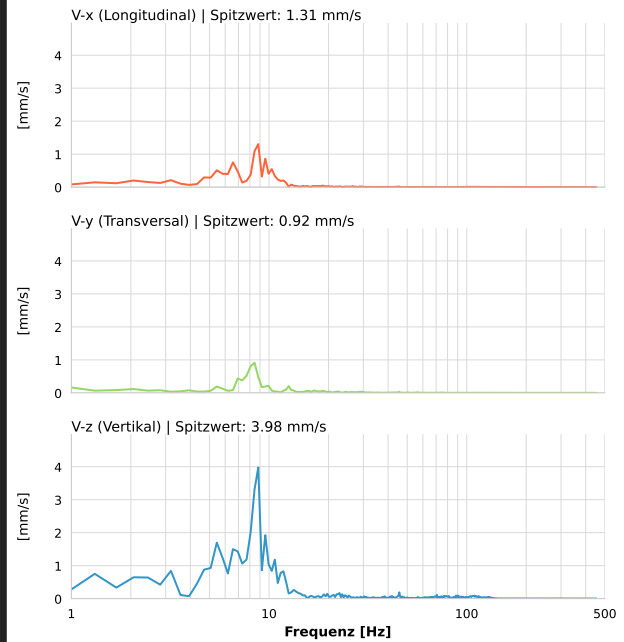 V-x (Longitudinal) | Spitzwert: 1.31 mm/s
[mm/s]
4
3
2
1
0
V-y (Transversal) | Spitzwert: 0.92 mm/s
[mm/s]
4
3
2
1
0
V-z (Vertikal) | Spitzwert: 3.98 mm/s
[mm/s]
4
3
2
1
0
1 10 100 500
Frequenz [Hz]